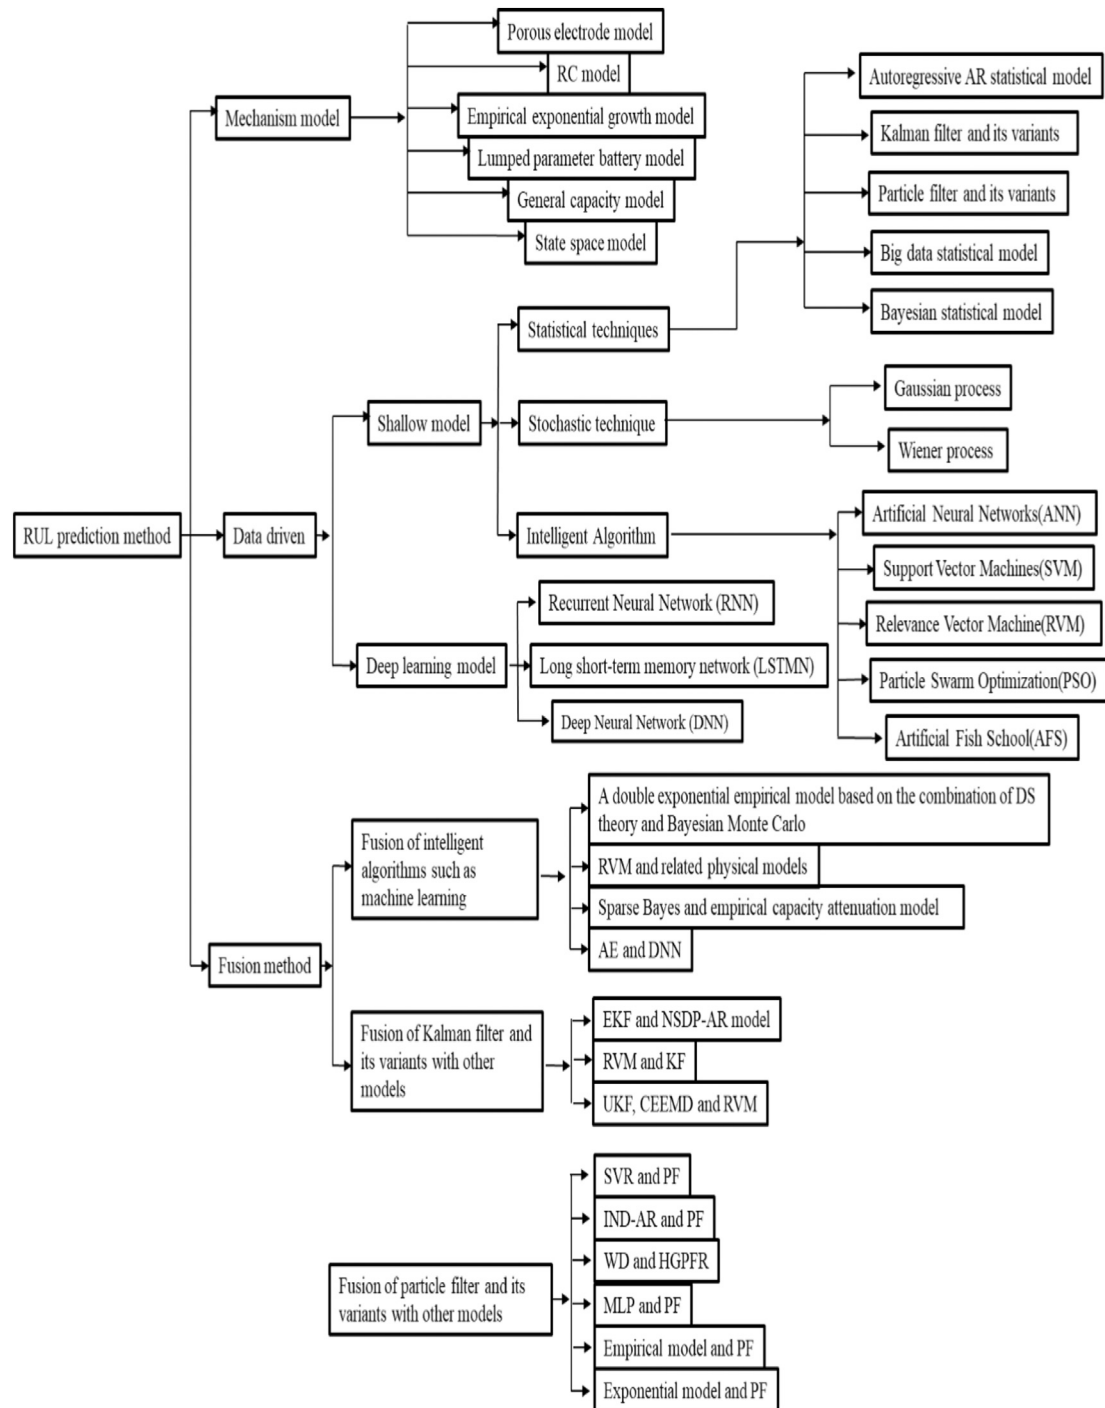 Porous electrode model
RC model
Mechanism model
Empirical exponential growth model
Lumped parameter battery model
General capacity model
State space model
Autoregressive AR statistical model
Kalman filter and its variants
Particle filter and its variants
Big data statistical model
Bayesian statistical model
Statistical techniques
Shallow model
Stochastic technique
Gaussian process
Wiener process
RUL prediction method
Data driven
Intelligent Algorithm
Artificial Neural Networks(ANN)
Support Vector Machines(SVM)
Relevance Vector Machine(RVM)
Particle Swarm Optimization(PSO)
Artificial Fish School(AFS)
Deep learning model
Recurrent Neural Network (RNN)
Long short-term memory network (LSTMN)
Deep Neural Network (DNN)
Fusion method
Fusion of intelligent
algorithms such as
machine learning
A double exponential empirical model based on the combination of DS
theory and Bayesian Monte Carlo
RVM and related physical models
Sparse Bayes and empirical capacity attenuation model
AE and DNN
Fusion of Kalman filter and
its variants with other
models
EKF and NSDP-AR model
RVM and KF
UKF, CEEMD and RVM
Fusion of particle filter and its
variants with other models
SVR and PF
IND-AR and PF
WD and HGPFR
MLP and PF
Empirical model and PF
Exponential model and PF